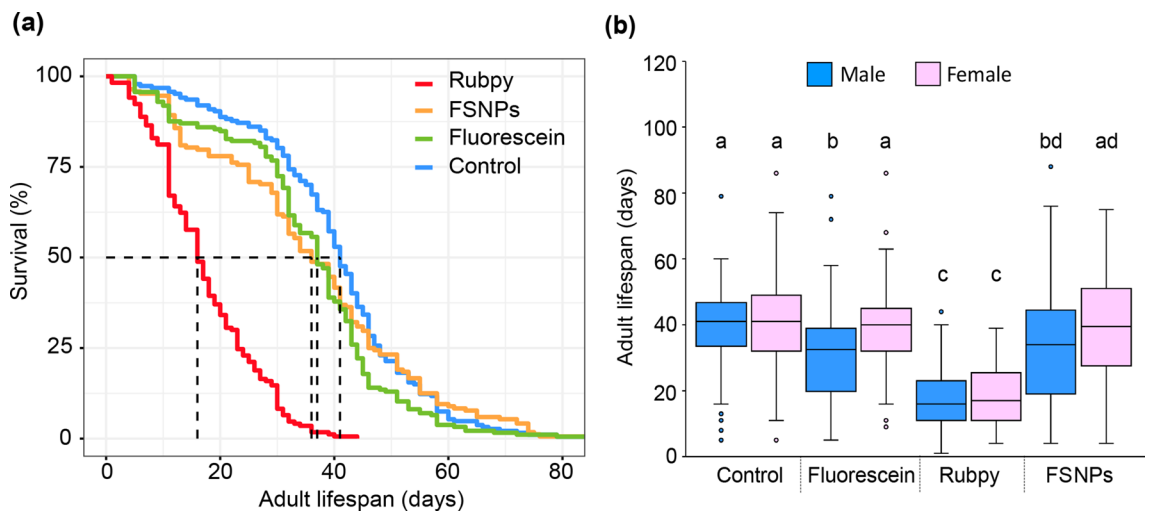 (a)
Survival (%)
100
75
50
25
0
Rubpy
FSNPs
Fluorescein
Control
0 20 40 60 80
Adult lifespan (days)
(b)
Adult lifespan (days)
120
100
80
60
40
20
0
Male Female
a a b a c c bd ad
Control Fluorescein Rubpy FSNPs